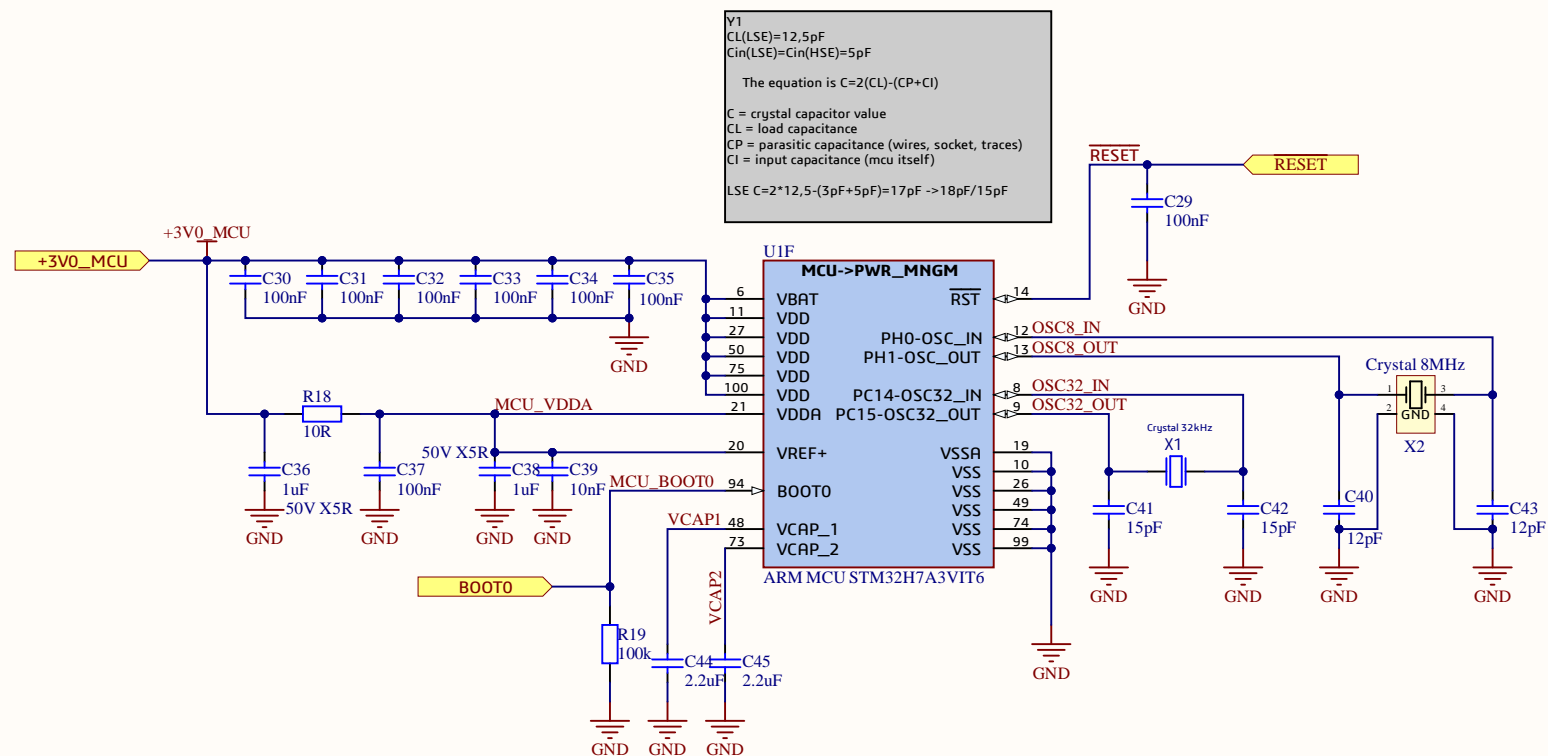 Y1
CL(LSE)=12,5pF
Cin(LSE)=Cin(HSE)=5pF
The equation is C=2(CL)-(CP+CI)
C = crystal capacitor value
CL = load capacitance
CP = parasitic capacitance (wires, socket, traces)
CI = input capacitance (mcu itself)
LSE C=2*12,5-(3pF+5pF)=17pF ->18pF/15pF
RESET
RESET
C29
100nF
GND
+3V0_MCU
+3V0_MCU
C30
100nF
C31
100nF
C32
100nF
C33
100nF
C34
100nF
C35
100nF
GND
R18
10R
MCU_VDDA
C36
1uF
50V X5R
GND
C37
100nF
GND
50V X5R
C38
1uF
GND
C39
10nF
GND
MCU_BOOT0
BOOT0
R19
100k
GND
VCAP1
C44
2.2uF
GND
VCAP2
C45
2.2uF
GND
U1F
MCU->PWR_MNGM
6 VBAT
11 VDD
27 VDD
50 VDD
75 VDD
100 VDD
21 VDDA
20 VREF+
94 BOOT0
48 VCAP_1
73 VCAP_2
RST 14
PH0-OSC_IN 12 OSC8_IN
PH1-OSC_OUT 13 OSC8_OUT
PC14-OSC32_IN 8 OSC32_IN
PC15-OSC32_OUT 9 OSC32_OUT
VSSA 19
VSS 10
VSS 26
VSS 49
VSS 74
VSS 99
ARM MCU STM32H7A3VIT6
GND
Crystal 32kHz
X1
C41
15pF
GND
C42
15pF
GND
Crystal 8MHz
1
3
2
GND
4
X2
C40
12pF
GND
C43
12pF
GND